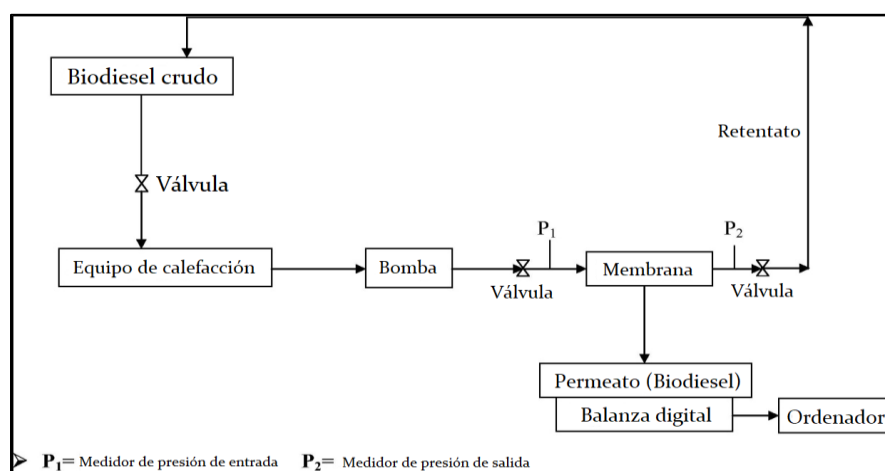 Biodiesel crudo
Retentato
Válvula
P1
P2
Equipo de calefacción
Bomba
Membrana
Válvula
Válvula
Permeato (Biodiesel)
Balanza digital
Ordenador
P1= Medidor de presión de entrada P2= Medidor de presión de salida